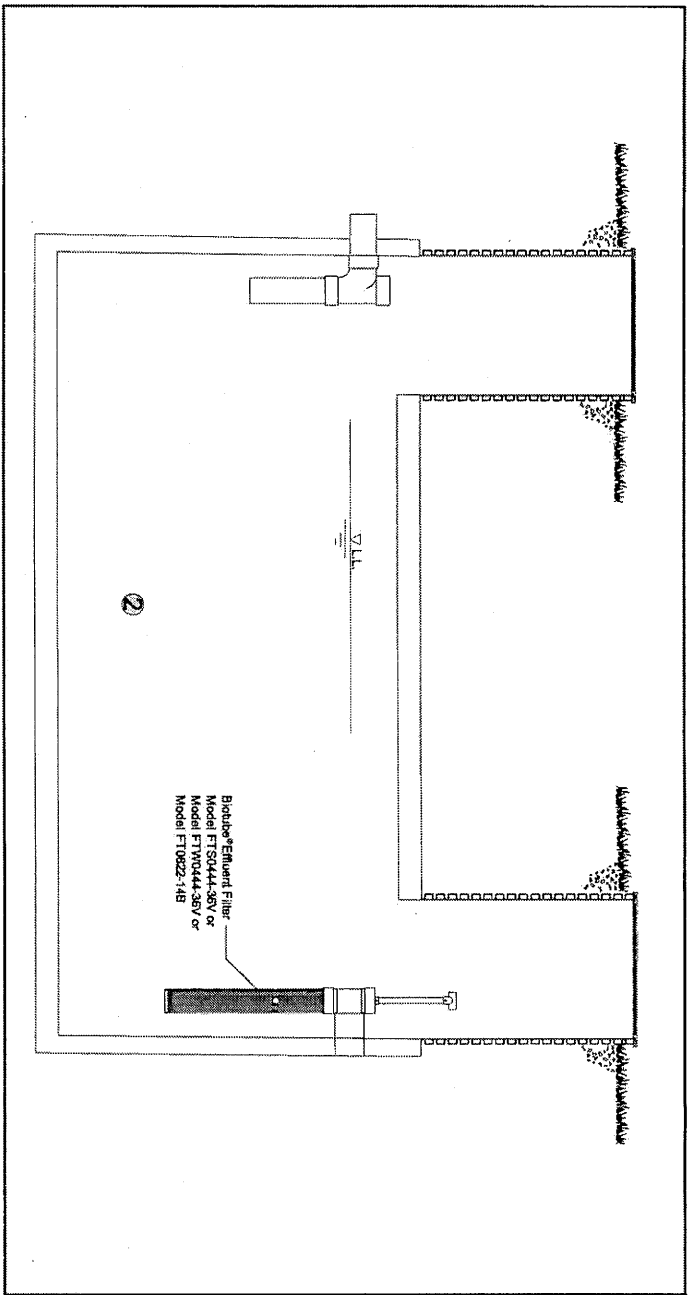 L.L.
②
Biotube® Effluent Filter
Model FTS0444-36V or
Model FTW0444-36V or
Model FT0822-14B